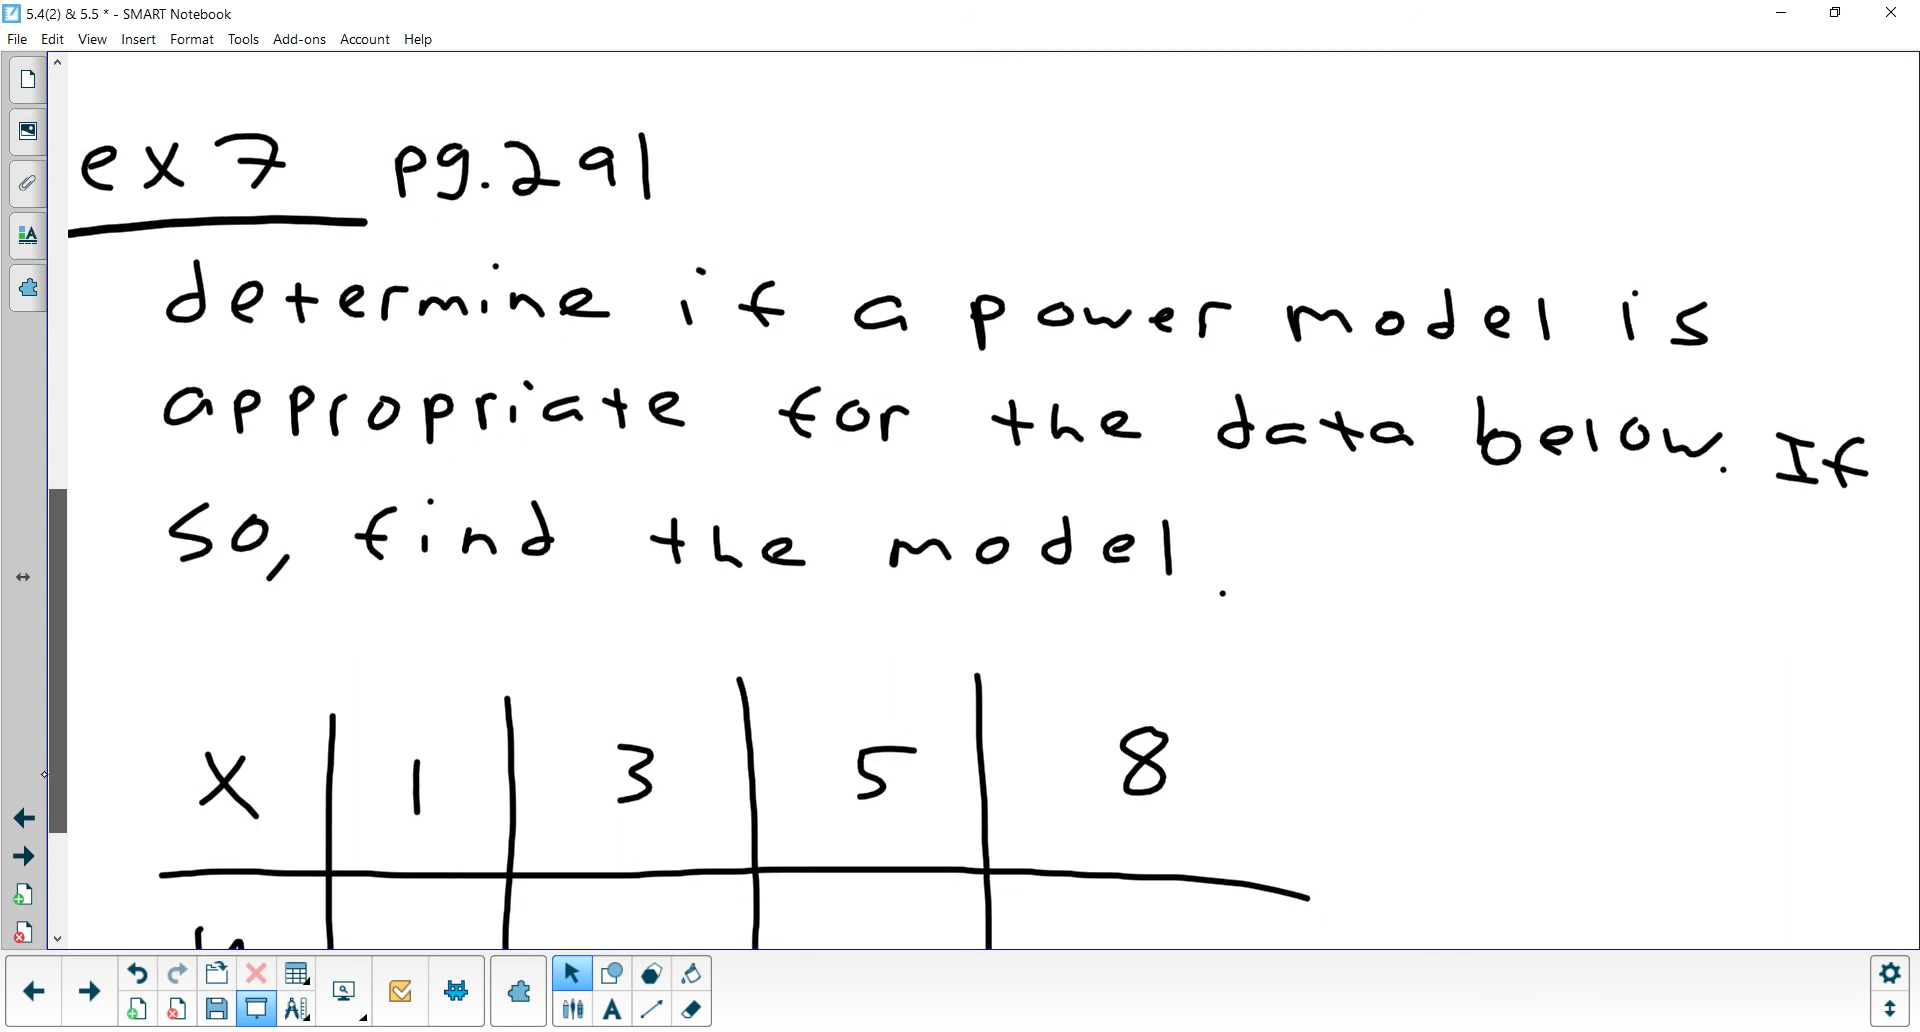 5.4(2) & 5.5 * - SMART Notebook
File Edit View Insert Format Tools Add-ons Account Help
ex 7 pg. 291
determine if a power model is
appropriate for the data below. If
so, find the model.
x 1 3 5 8